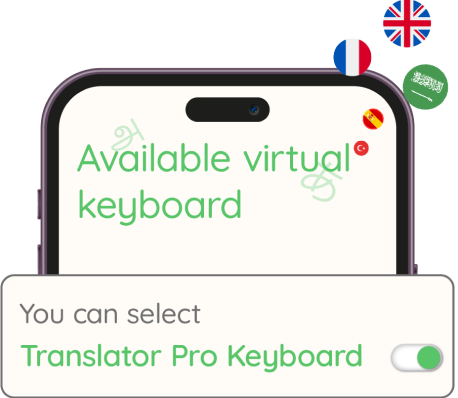 அ
Available virtual
keyboard
You can select
Translator Pro Keyboard